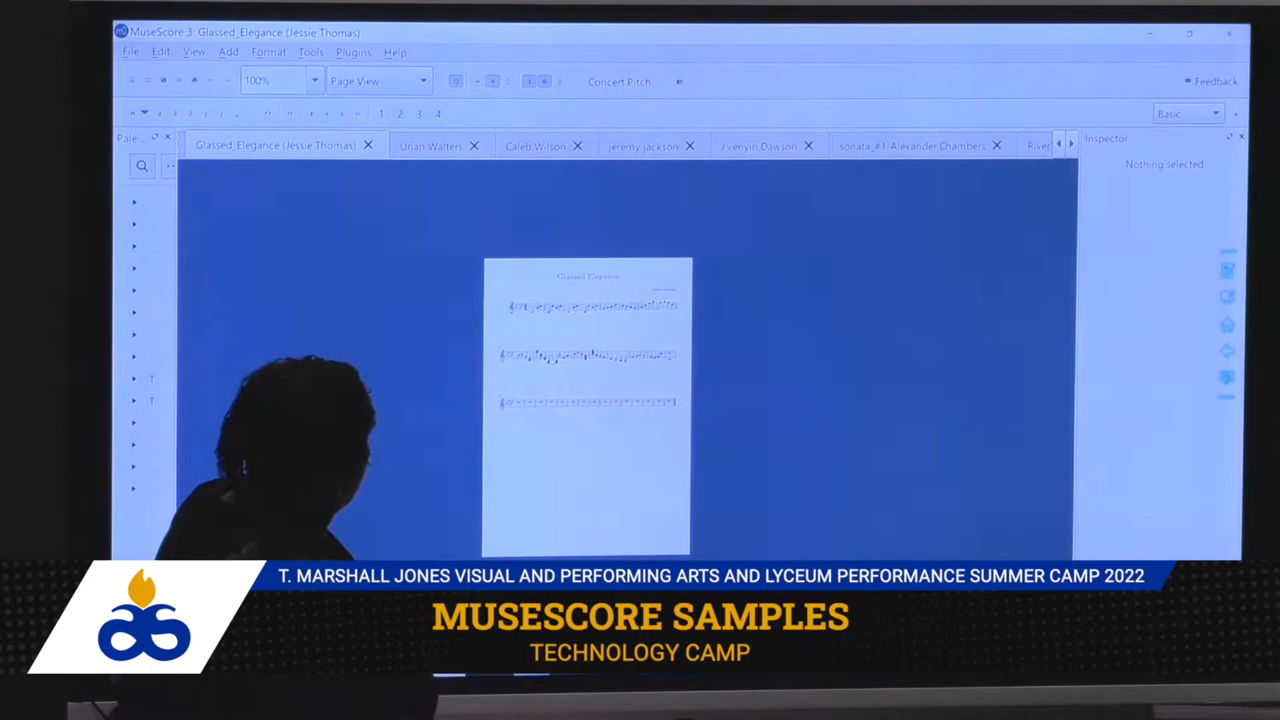 MuseScore 3: Glassed_Elegance (Jessie Thomas)
File Edit View Add Format Tools Plugins Help
100% Page View Concert Pitch Feedback
1 2 3 4 Basic
Pale...
Glassed_Elegance (Jessie Thomas) Urian Walters Caleb Wilson jeremy jackson J'venyin Dawson sonata_#1-Alexander Chambers River
Inspector
Nothing selected
Glassed Elegance
T
T
T. MARSHALL JONES VISUAL AND PERFORMING ARTS AND LYCEUM PERFORMANCE SUMMER CAMP 2022
MUSESCORE SAMPLES
TECHNOLOGY CAMP